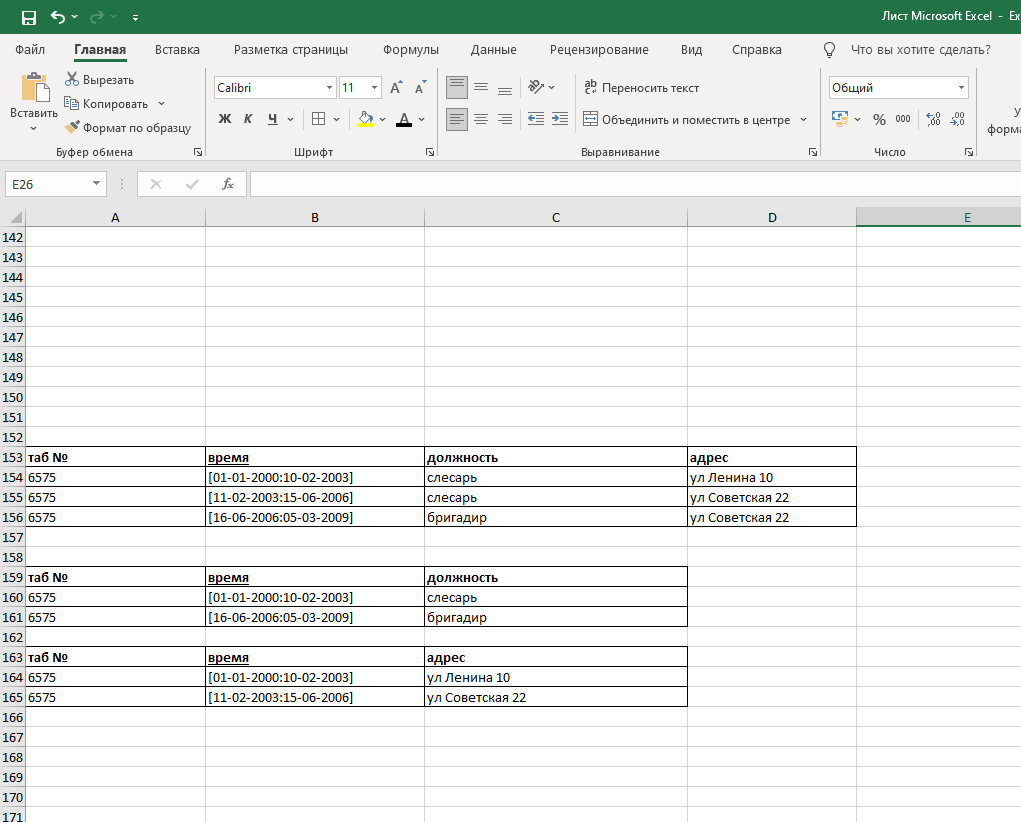 Лист Microsoft Excel - Ex
Файл Главная Вставка Разметка страницы Формулы Данные Рецензирование Вид Справка Что вы хотите сделать?
Вставить
Вырезать
Копировать
Формат по образцу
Буфер обмена
Calibri 11
Ж К Ч
Шрифт
Переносить текст
Объединить и поместить в центре
Выравнивание
Общий
% 000
Число
У
форма
E26 fx
A B C D E
142
143
144
145
146
147
148
149
150
151
152
153 таб № время должность адрес
154 6575 [01-01-2000:10-02-2003] слесарь ул Ленина 10
155 6575 [11-02-2003:15-06-2006] слесарь ул Советская 22
156 6575 [16-06-2006:05-03-2009] бригадир ул Советская 22
157
158
159 таб № время должность
160 6575 [01-01-2000:10-02-2003] слесарь
161 6575 [16-06-2006:05-03-2009] бригадир
162
163 таб № время адрес
164 6575 [01-01-2000:10-02-2003] ул Ленина 10
165 6575 [11-02-2003:15-06-2006] ул Советская 22
166
167
168
169
170
171